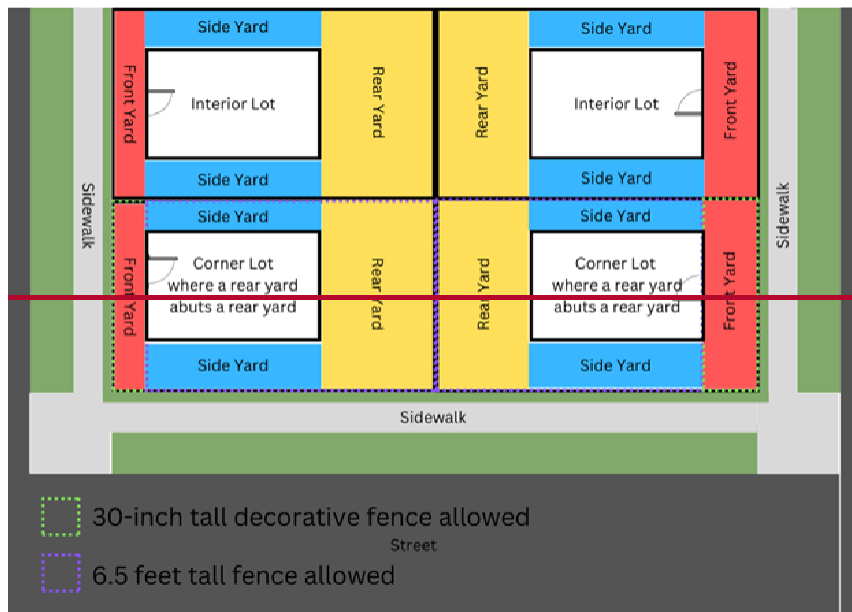 Side Yard
Side Yard
Front Yard
Interior Lot
Rear Yard
Rear Yard
Interior Lot
Front Yard
Side Yard
Side Yard
Sidewalk
Sidewalk
Side Yard
Side Yard
Front Yard
Corner Lot
where a rear yard
abuts a rear yard
Rear Yard
Rear Yard
Corner Lot
where a rear yard
abuts a rear yard
Front Yard
Side Yard
Side Yard
Sidewalk
30-inch tall decorative fence allowed
Street
6.5 feet tall fence allowed